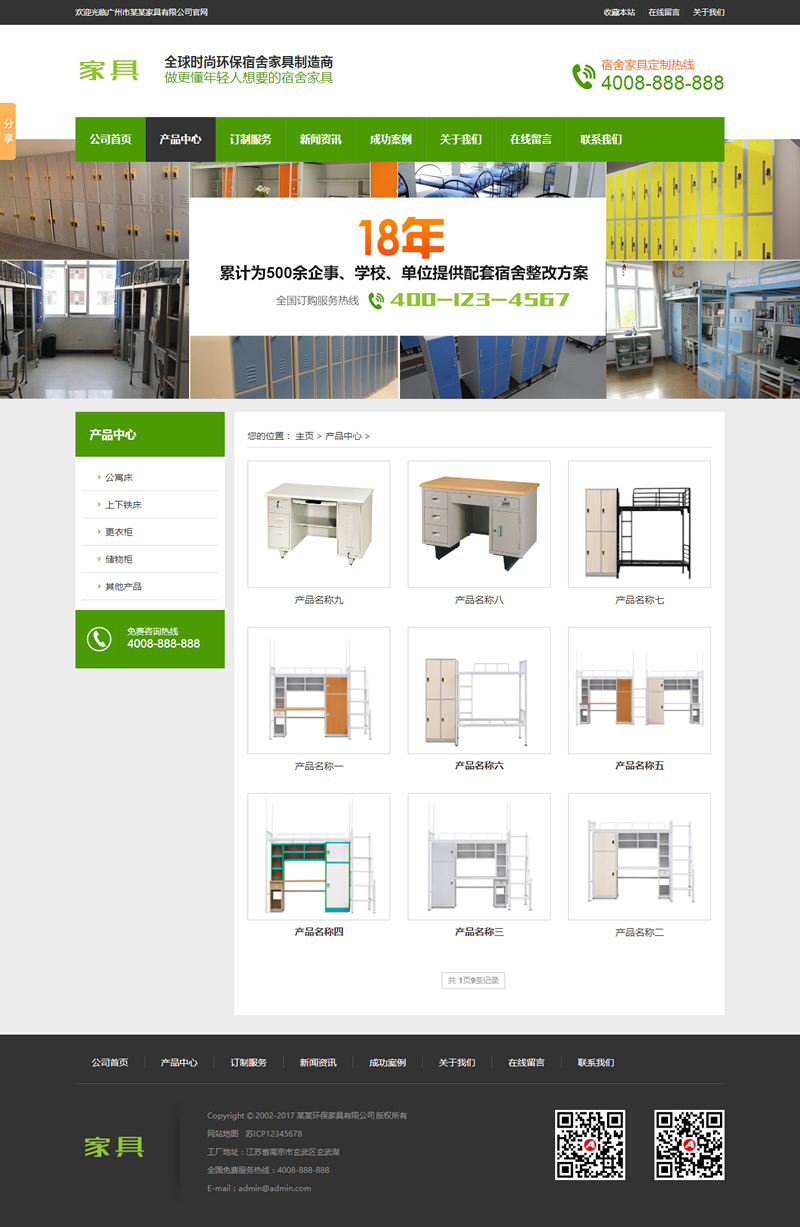 欢迎光临广州市某某家具有限公司官网
收藏本站 在线留言 关于我们
家具
全球时尚环保宿舍家具制造商
做更懂年轻人想要的宿舍家具
宿舍家具定制热线
4008-888-888
分享
公司首页 产品中心 订制服务 新闻资讯 成功案例 关于我们 在线留言 联系我们
18年
累计为500余企事、学校、单位提供配套宿舍整改方案
全国订购服务热线 400-123-4567
产品中心
公寓床
上下铁床
更衣柜
储物柜
其他产品
免费咨询热线
4008-888-888
您的位置： 主页 > 产品中心 >
产品名称九 产品名称八 产品名称七
产品名称一 产品名称六 产品名称五
产品名称四 产品名称三 产品名称二
共 1页9条记录
公司首页 产品中心 订制服务 新闻资讯 成功案例 关于我们 在线留言 联系我们
家具
Copyright © 2002-2017 某某环保家具有限公司 版权所有
网站地图 苏ICP12345678
工厂地址：江苏省南京市玄武区玄武湖
全国免费服务热线：4008-888-888
E-mail：admin@admin.com